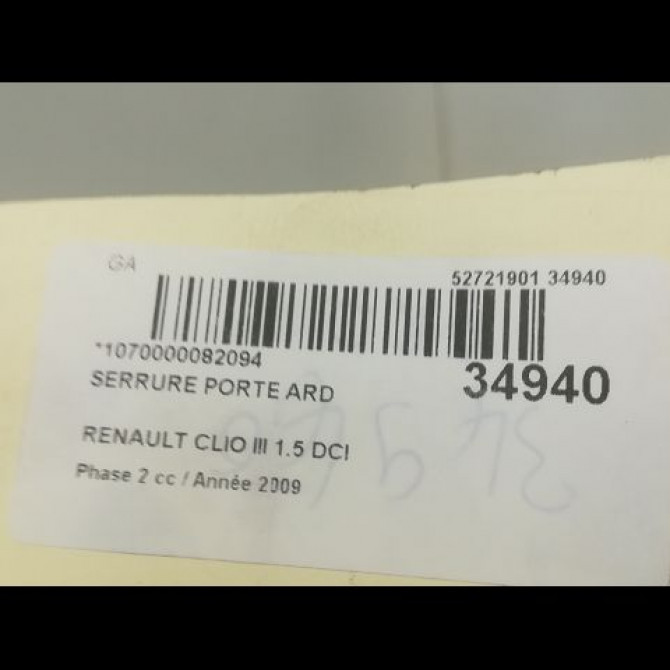 GA
52721901 34940
*1070000082094
34940
SERRURE PORTE ARD
RENAULT CLIO III 1.5 DCI
Phase 2 cc / Année 2009
34940